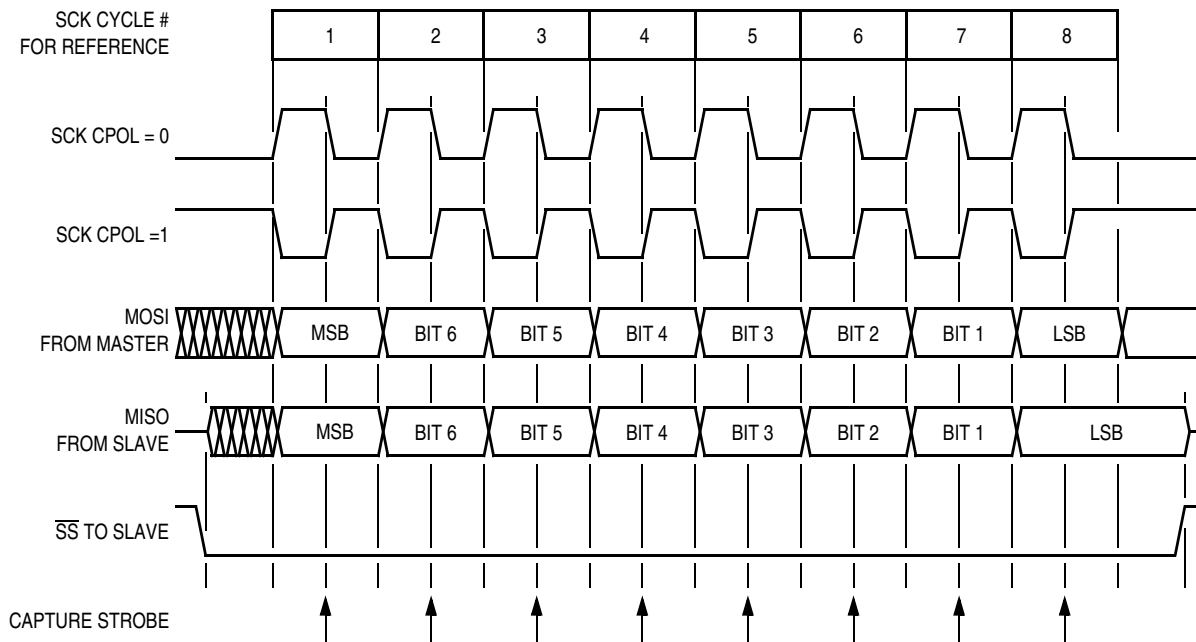 SCK CYCLE #
FOR REFERENCE
1 2 3 4 5 6 7 8
SCK CPOL = 0
SCK CPOL =1
MOSI
FROM MASTER
MSB BIT 6 BIT 5 BIT 4 BIT 3 BIT 2 BIT 1 LSB
MISO
FROM SLAVE
MSB BIT 6 BIT 5 BIT 4 BIT 3 BIT 2 BIT 1 LSB
S̅S̅ TO SLAVE
CAPTURE STROBE